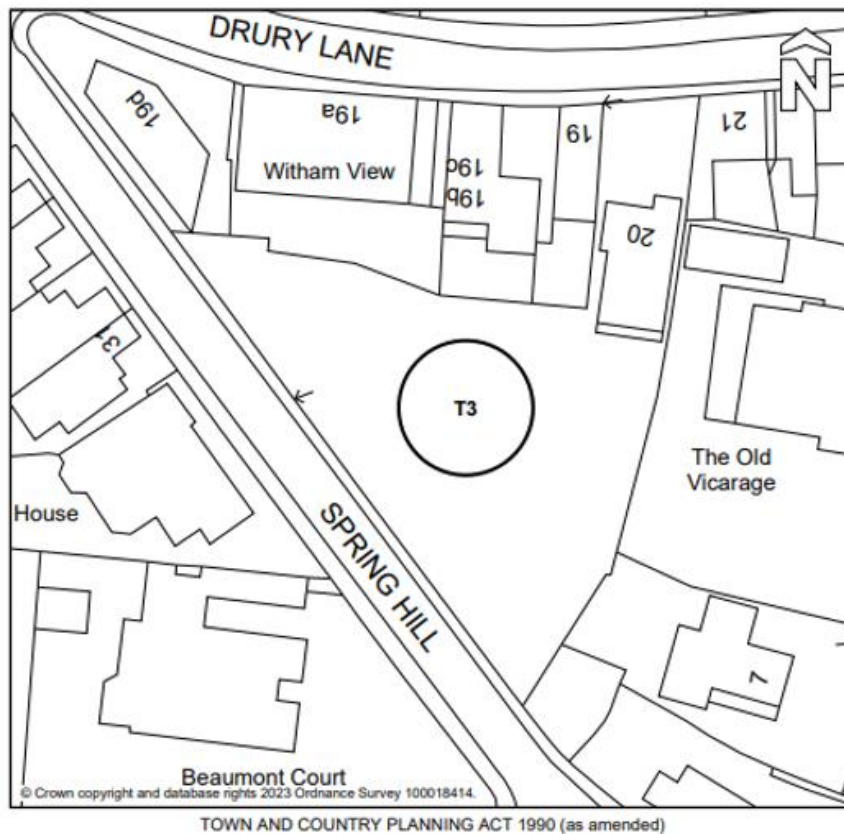 DRURY LANE
N
19d
19a
Witham View
19c
19b
19
21
20
31
T3
The Old
Vicarage
House
SPRING HILL
7
Beaumont Court
© Crown copyright and database rights 2023 Ordnance Survey 100018414.
TOWN AND COUNTRY PLANNING ACT 1990 (as amended)